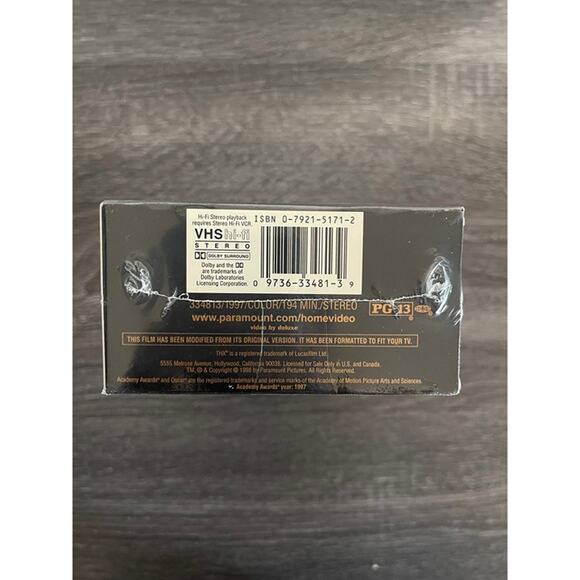 Hi-Fi Stereo playback
requires Stereo Hi-Fi VCR.
VHS hi-fi
STEREO
DOLBY SURROUND
Dolby and the
are trademarks of
Dolby Laboratories
Licensing Corporation.
ISBN 0-7921-5171-2
0 9736-33481-3 9
334813/1997/COLOR/194 MIN./STEREO
www.paramount.com/homevideo
video by deluxe
PG-13
THIS FILM HAS BEEN MODIFIED FROM ITS ORIGINAL VERSION. IT HAS BEEN FORMATTED TO FIT YOUR TV.
THX® is a registered trademark of Lucasfilm Ltd.
5555 Melrose Avenue, Hollywood, California 90038. Licensed for Sale Only in U.S. and Canada.
TM, ® & Copyright © 1998 by Paramount Pictures. All Rights Reserved.
Academy Awards® and Oscar® are the registered trademarks and service marks of the Academy of Motion Picture Arts and Sciences.
Academy Awards® year: 1997